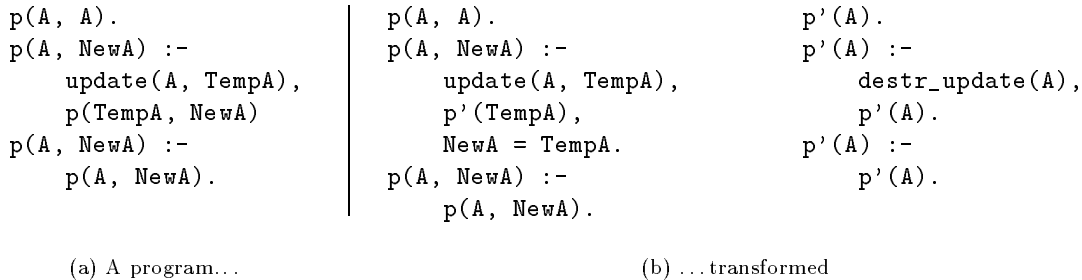 p(A, A).
p(A, NewA) :-
update(A, TempA),
p(TempA, NewA)
p(A, NewA) :-
p(A, NewA).
p(A, A).
p(A, NewA) :-
update(A, TempA),
p'(TempA),
NewA = TempA.
p(A, NewA) :-
p(A, NewA).
p'(A).
p'(A) :-
destr_update(A),
p'(A).
p'(A) :-
p'(A).
(a) A program...
(b) ...transformed